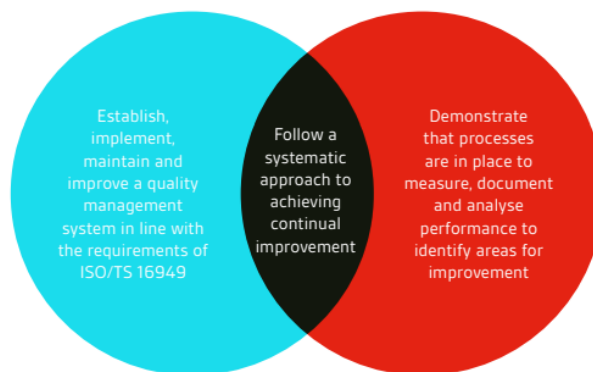 Establish,
implement,
maintain and
improve a quality
management
system in line with
the requirements of
ISO/TS 16949
Follow a
systematic
approach to
achieving
continual
improvement
Demonstrate
that processes
are in place to
measure, document
and analyse
performance to
identify areas for
improvement